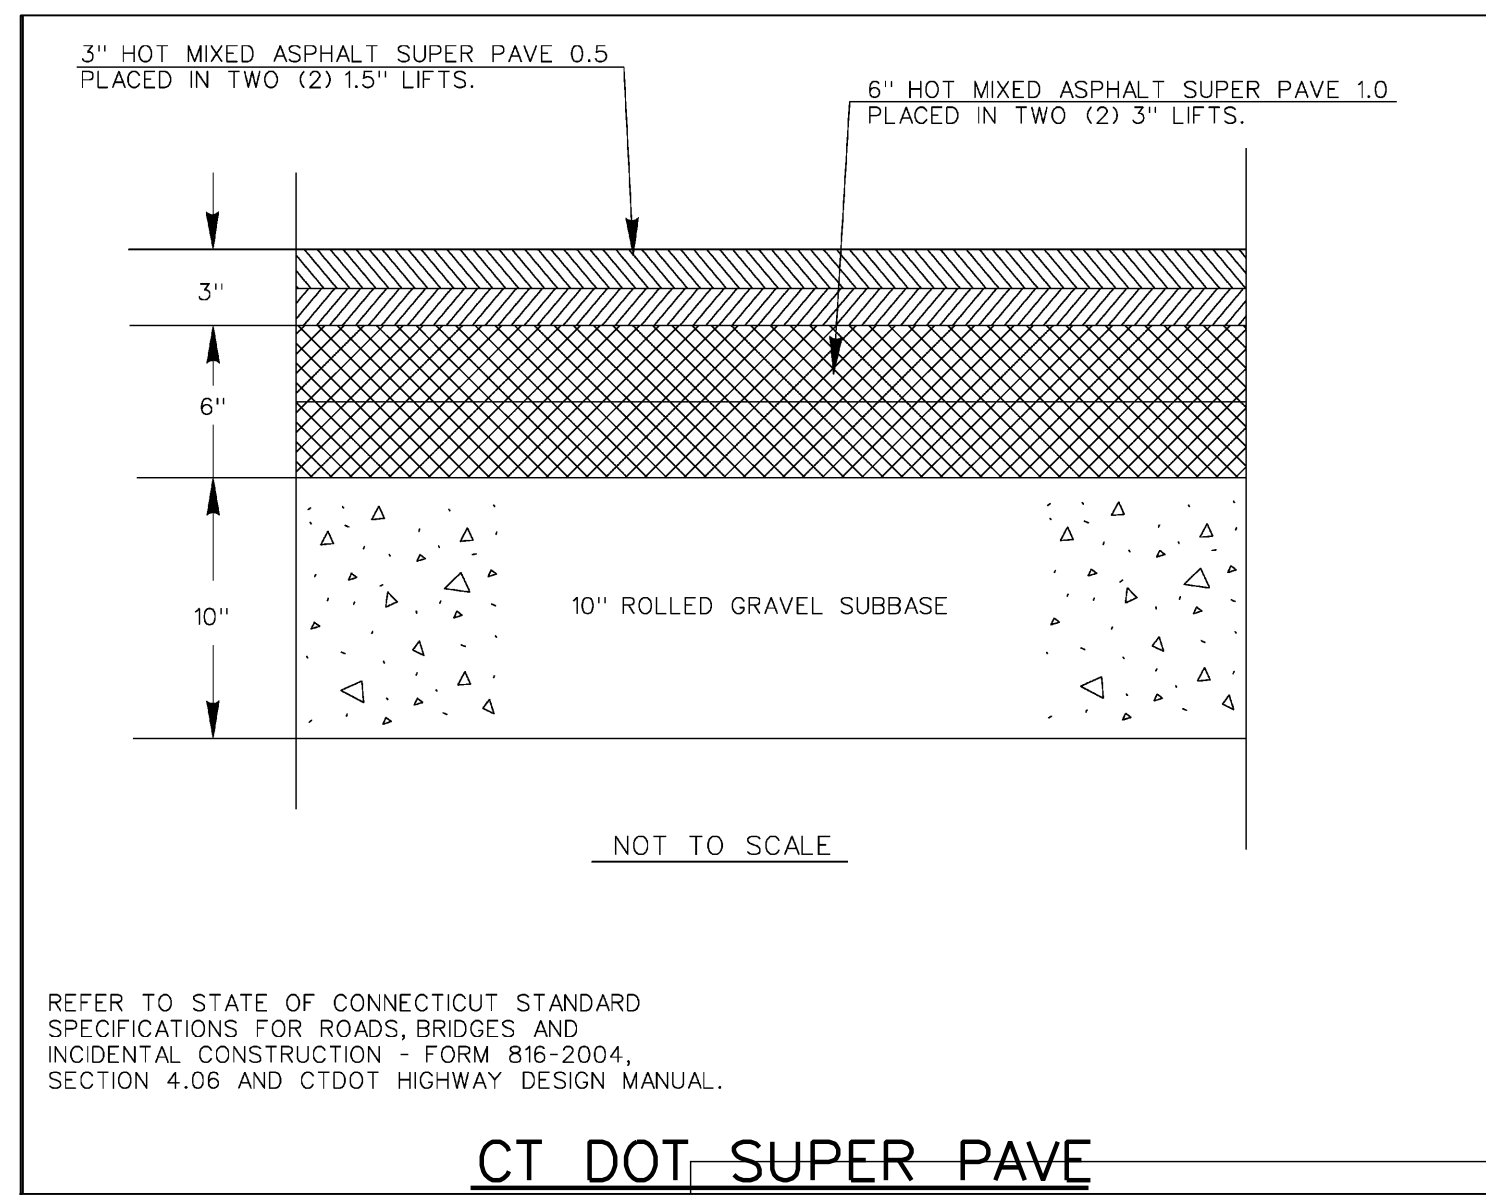 3" HOT MIXED ASPHALT SUPER PAVE 0.5
PLACED IN TWO (2) 1.5" LIFTS.
6" HOT MIXED ASPHALT SUPER PAVE 1.0
PLACED IN TWO (2) 3" LIFTS.
3"
6"
10"
10" ROLLED GRAVEL SUBBASE
NOT TO SCALE
REFER TO STATE OF CONNECTICUT STANDARD
SPECIFICATIONS FOR ROADS, BRIDGES AND
INCIDENTAL CONSTRUCTION - FORM 816-2004,
SECTION 4.06 AND CTDOT HIGHWAY DESIGN MANUAL.
CT DOT SUPER PAVE